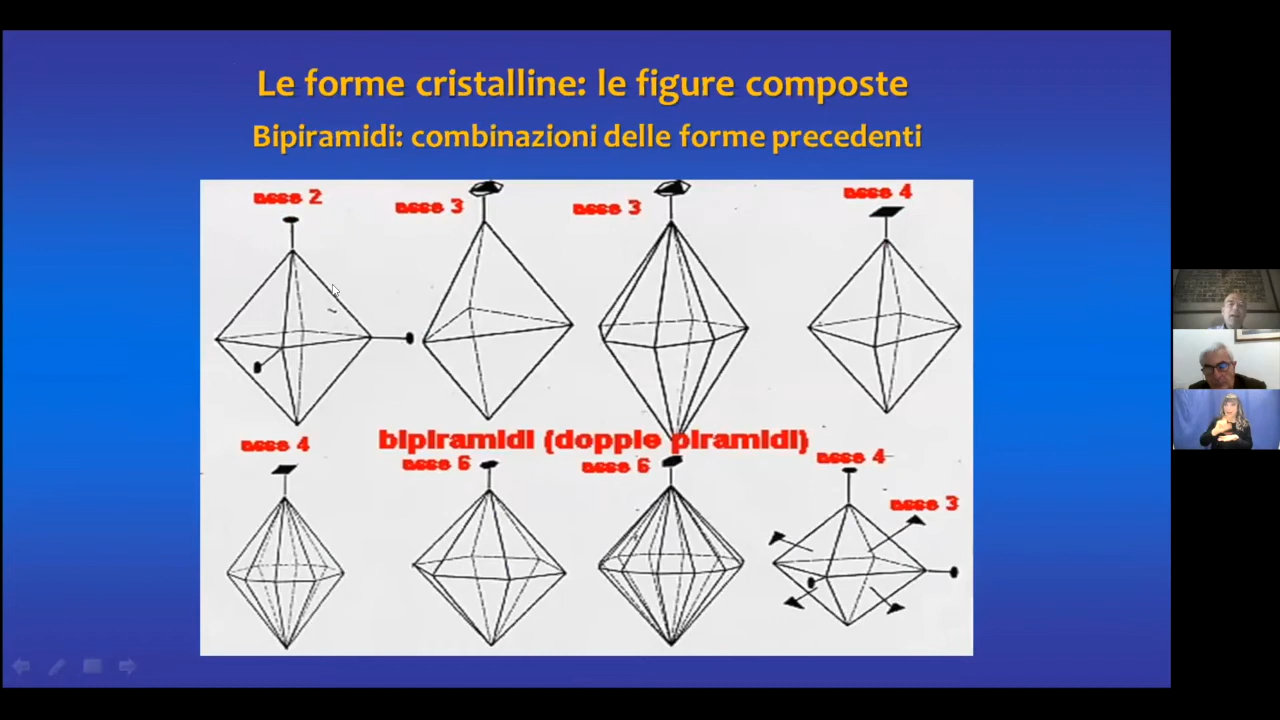 Le forme cristalline: le figure composte
Bipiramidi: combinazioni delle forme precedenti
asse 2
asse 3
asse 3
asse 4
asse 4
bipiramidi (doppie piramidi)
asse 6
asse 6
asse 4
asse 3